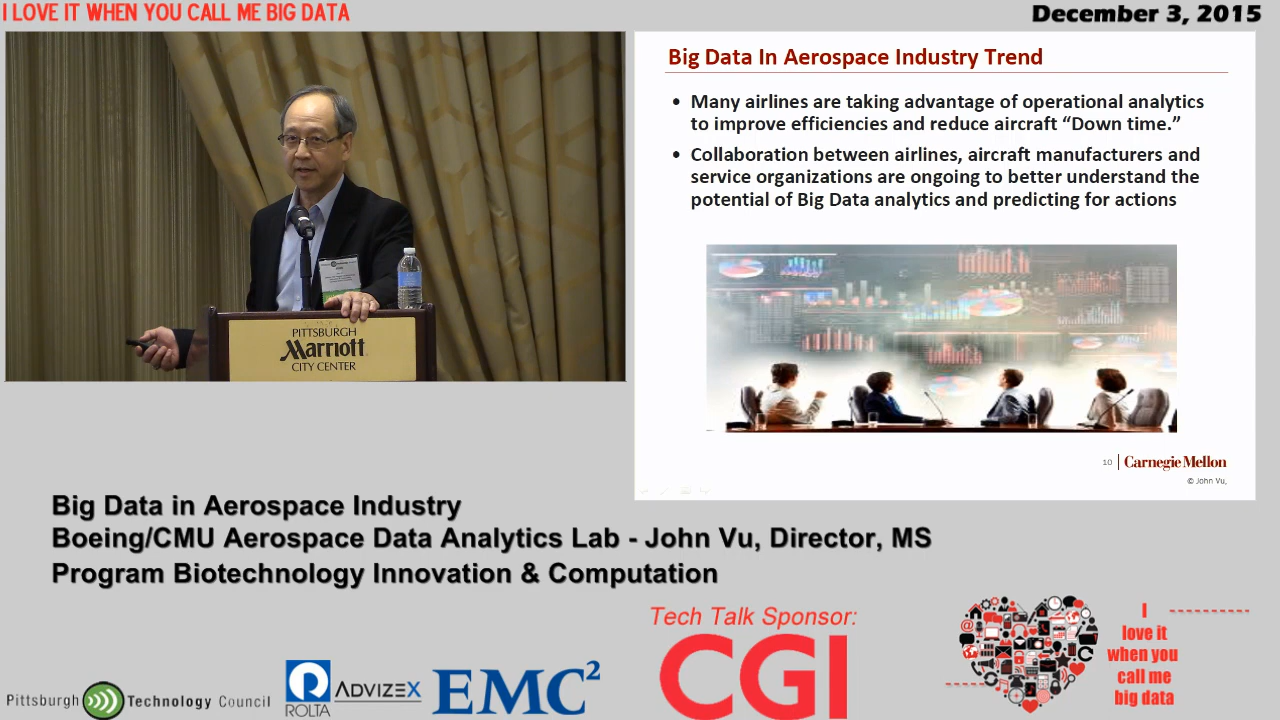 I LOVE IT WHEN YOU CALL ME BIG DATA
December 3, 2015
PITTSBURGH
Marriott
CITY CENTER
Big Data In Aerospace Industry Trend
• Many airlines are taking advantage of operational analytics
to improve efficiencies and reduce aircraft “Down time.”
• Collaboration between airlines, aircraft manufacturers and
service organizations are ongoing to better understand the
potential of Big Data analytics and predicting for actions
10 | Carnegie Mellon
© John Vu,
Big Data in Aerospace Industry
Boeing/CMU Aerospace Data Analytics Lab - John Vu, Director, MS
Program Biotechnology Innovation & Computation
Tech Talk Sponsor:
CGI
Pittsburgh Technology Council
ROLTA
ADVIZEX
EMC²
I
love it
when you
call me
big data